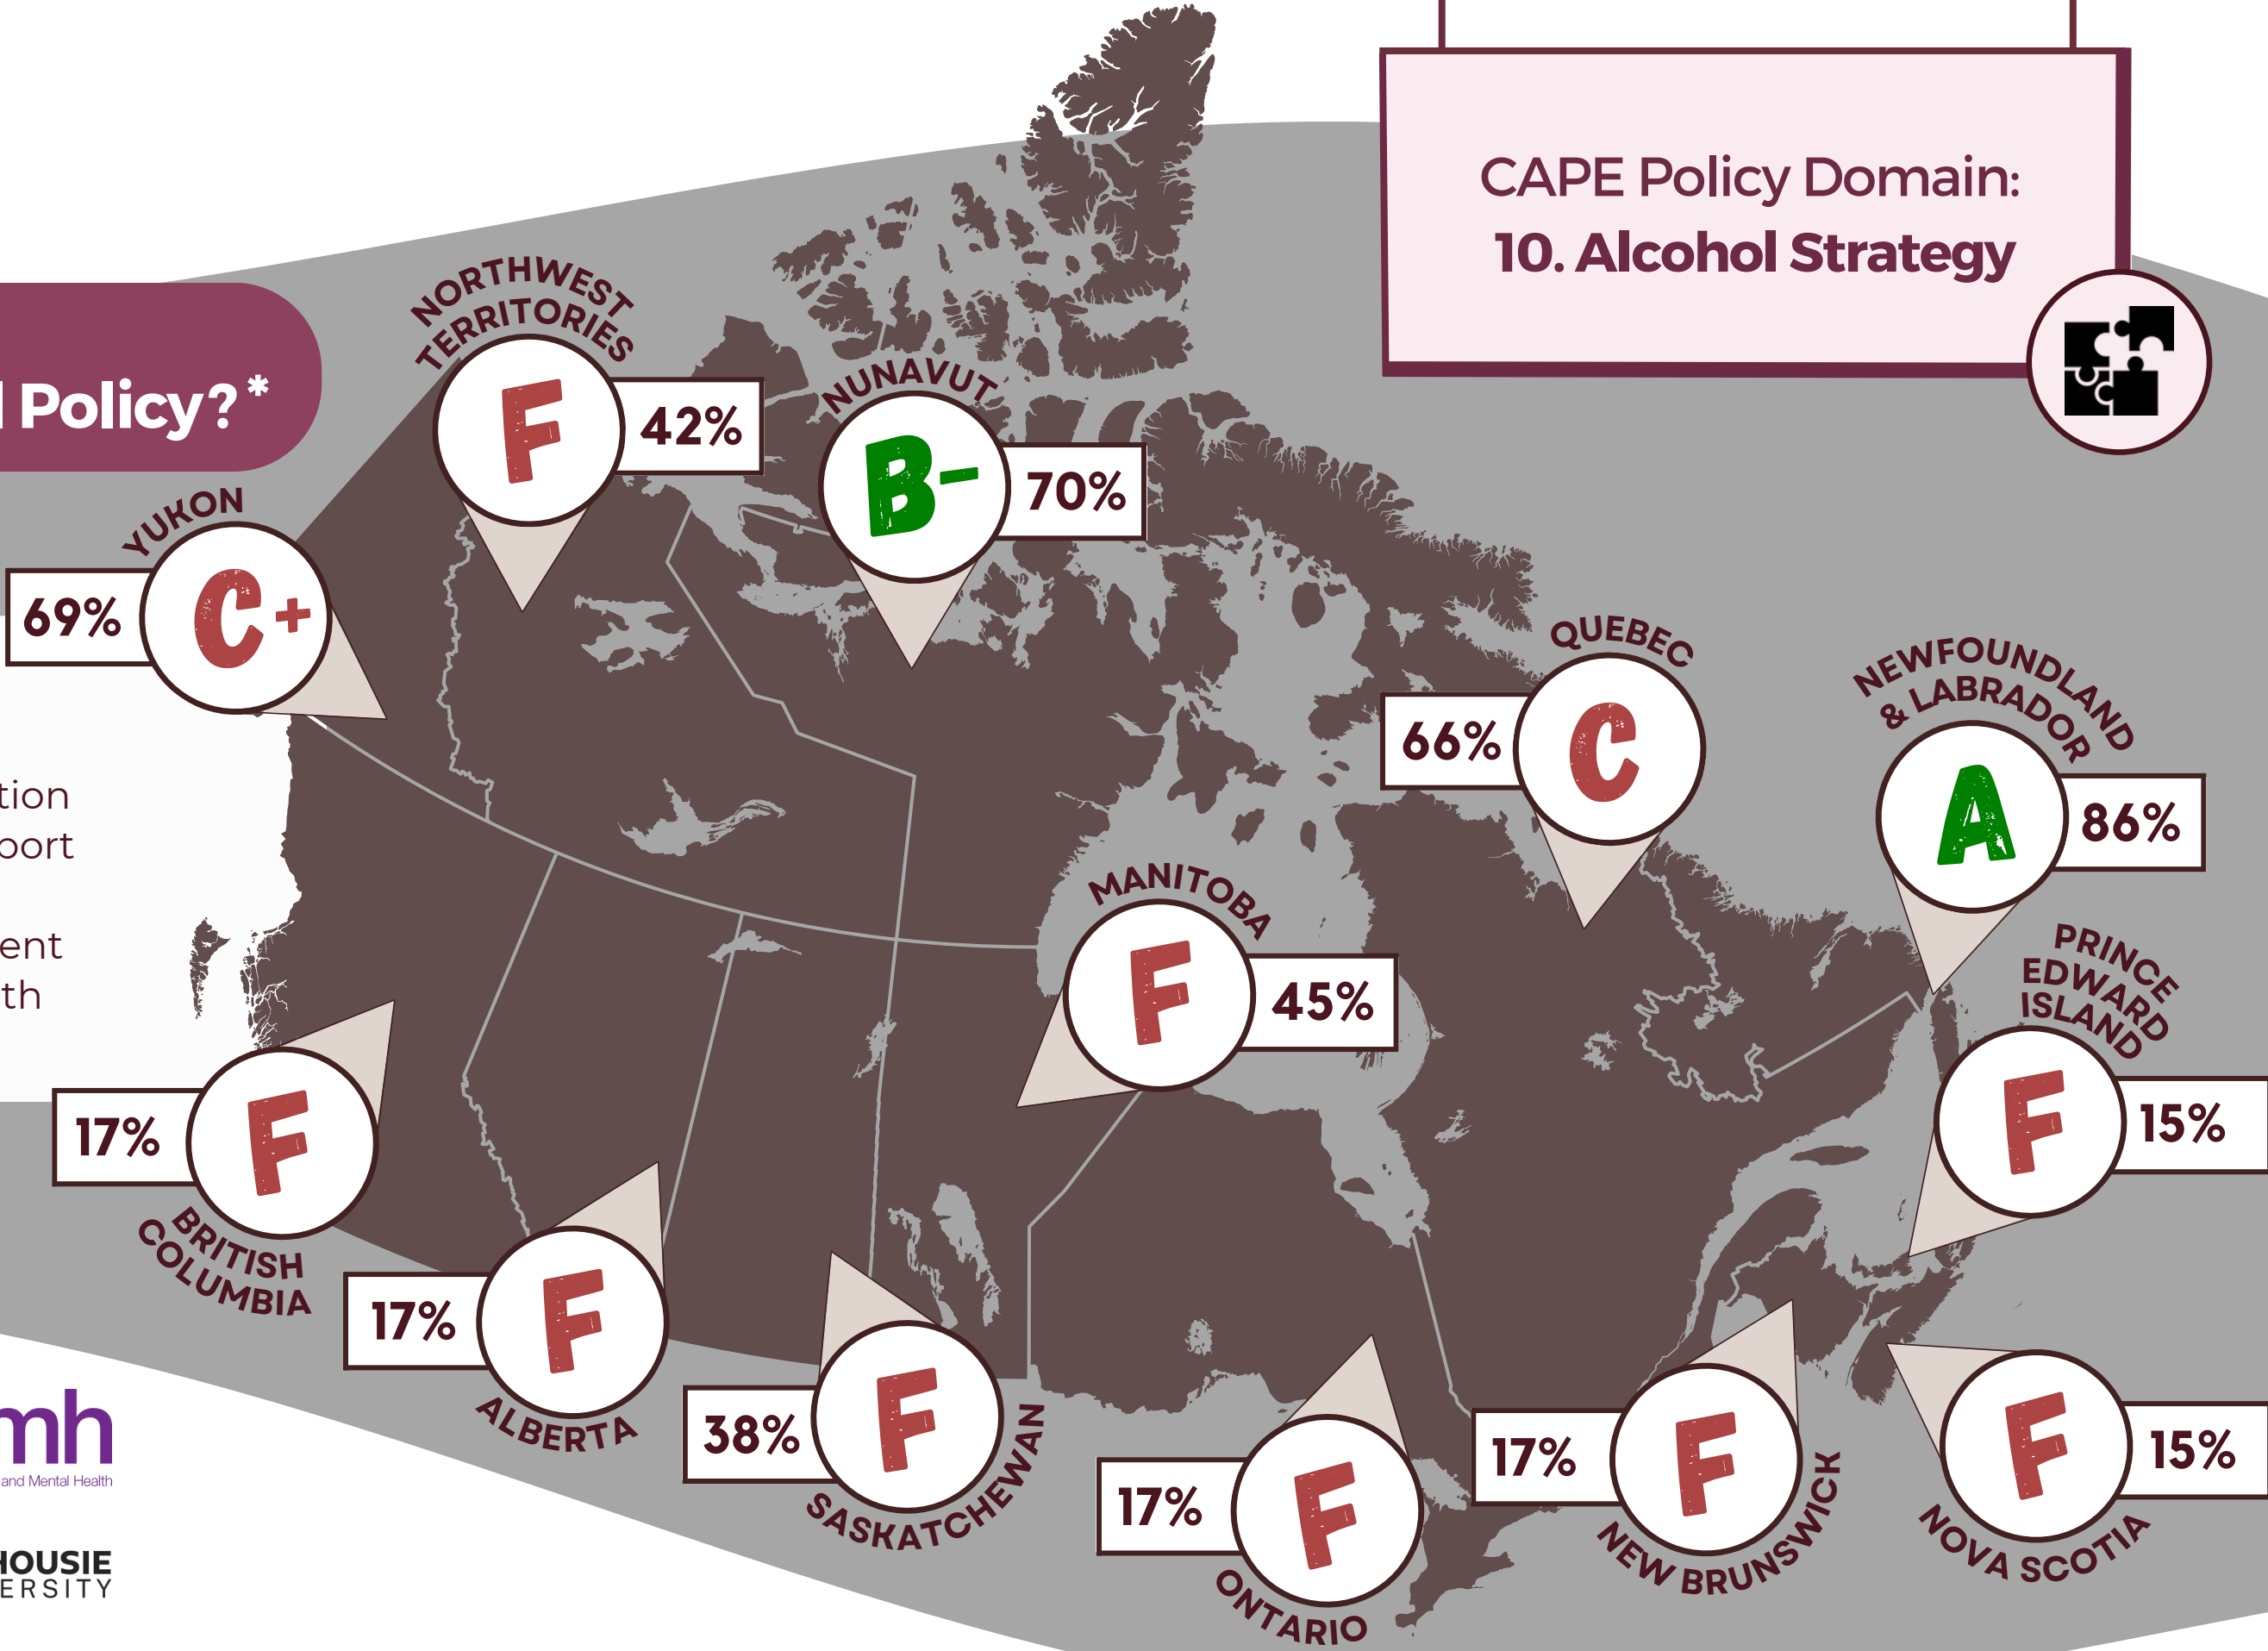 CAPE Policy Domain:
10. Alcohol Strategy
Policy?*
NORTHWEST
TERRITORIES
F
42%
NUNAVUT
B-
70%
YUKON
69%
C+
QUEBEC
66%
C
NEWFOUNDLAND
& LABRADOR
A
86%
tion
port
ent
th
MANITOBA
F
45%
PRINCE
EDWARD
ISLAND
F
15%
17%
F
BRITISH
COLUMBIA
17%
F
ALBERTA
38%
F
SASKATCHEWAN
17%
F
ONTARIO
17%
F
NEW BRUNSWICK
F
15%
NOVA SCOTIA
mh
and Mental Health
HOUSIE
ERSITY